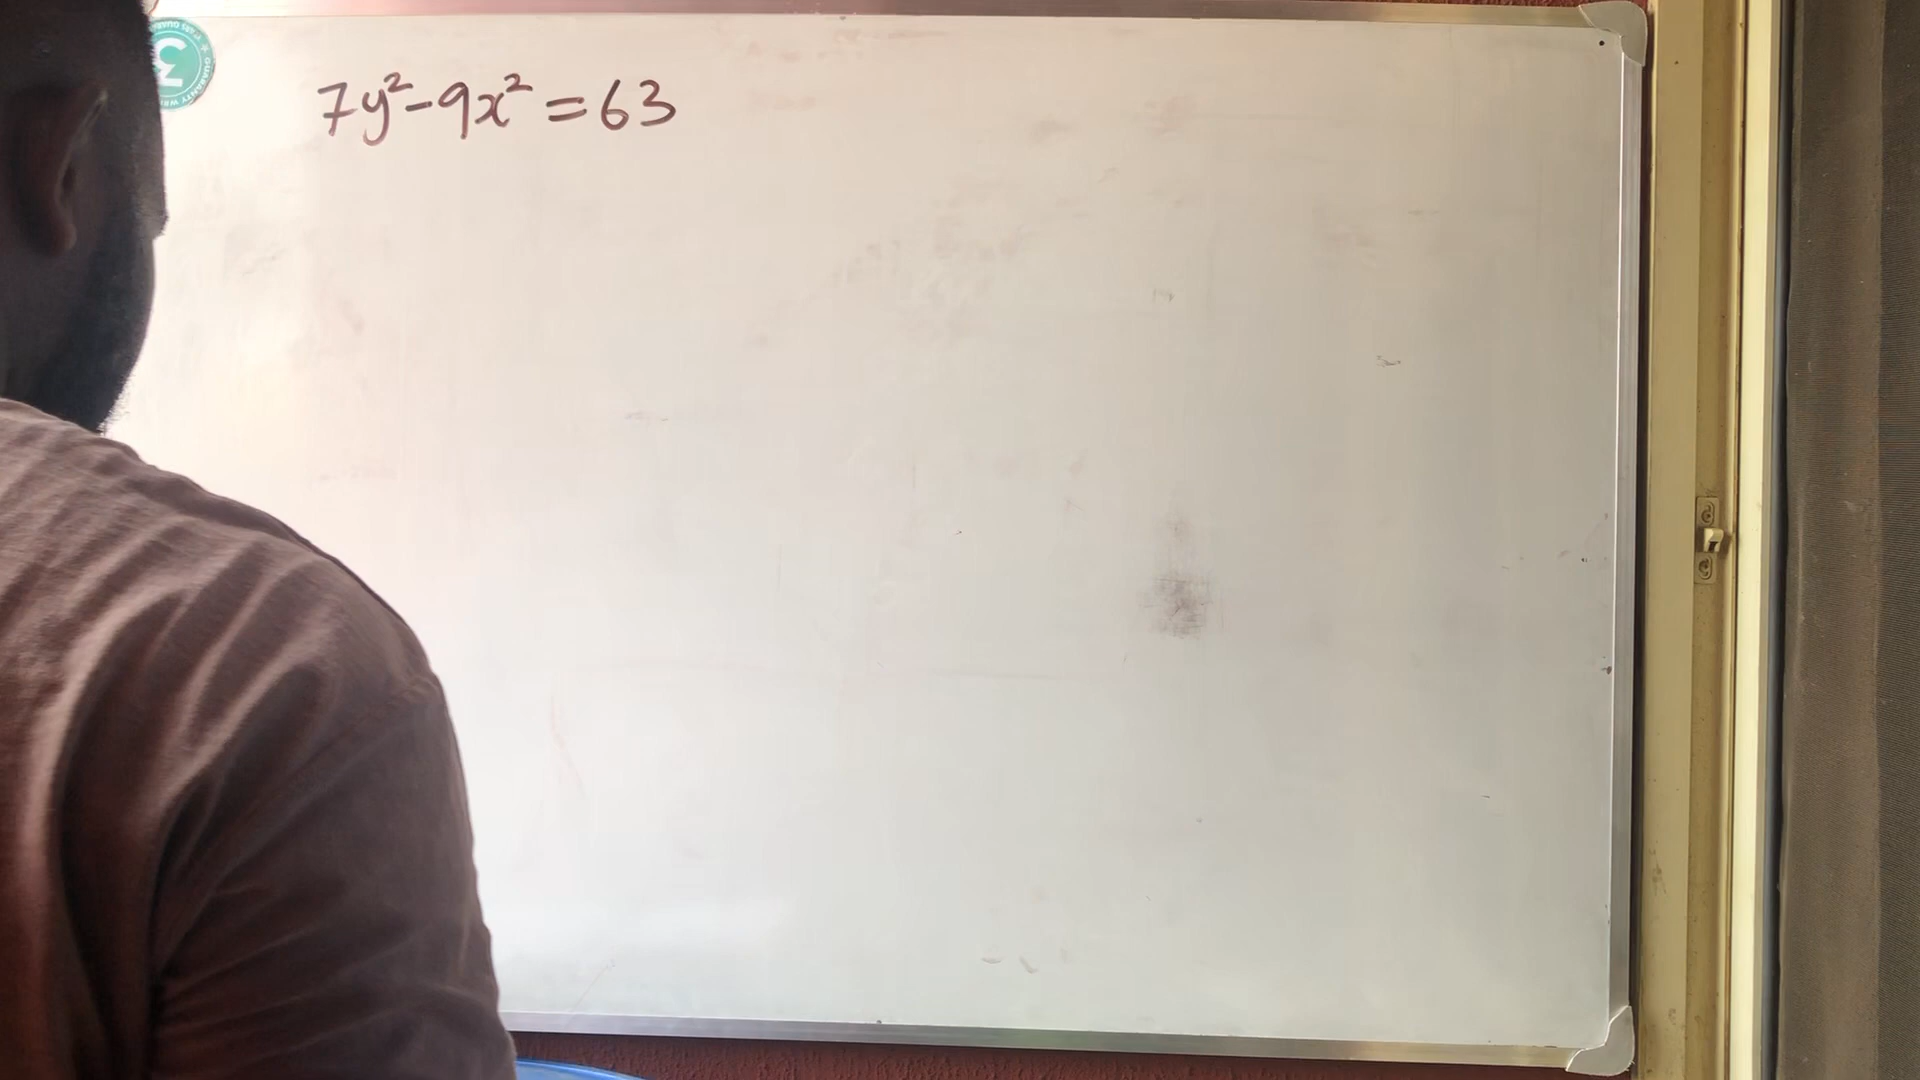 7y²-9x² = 63